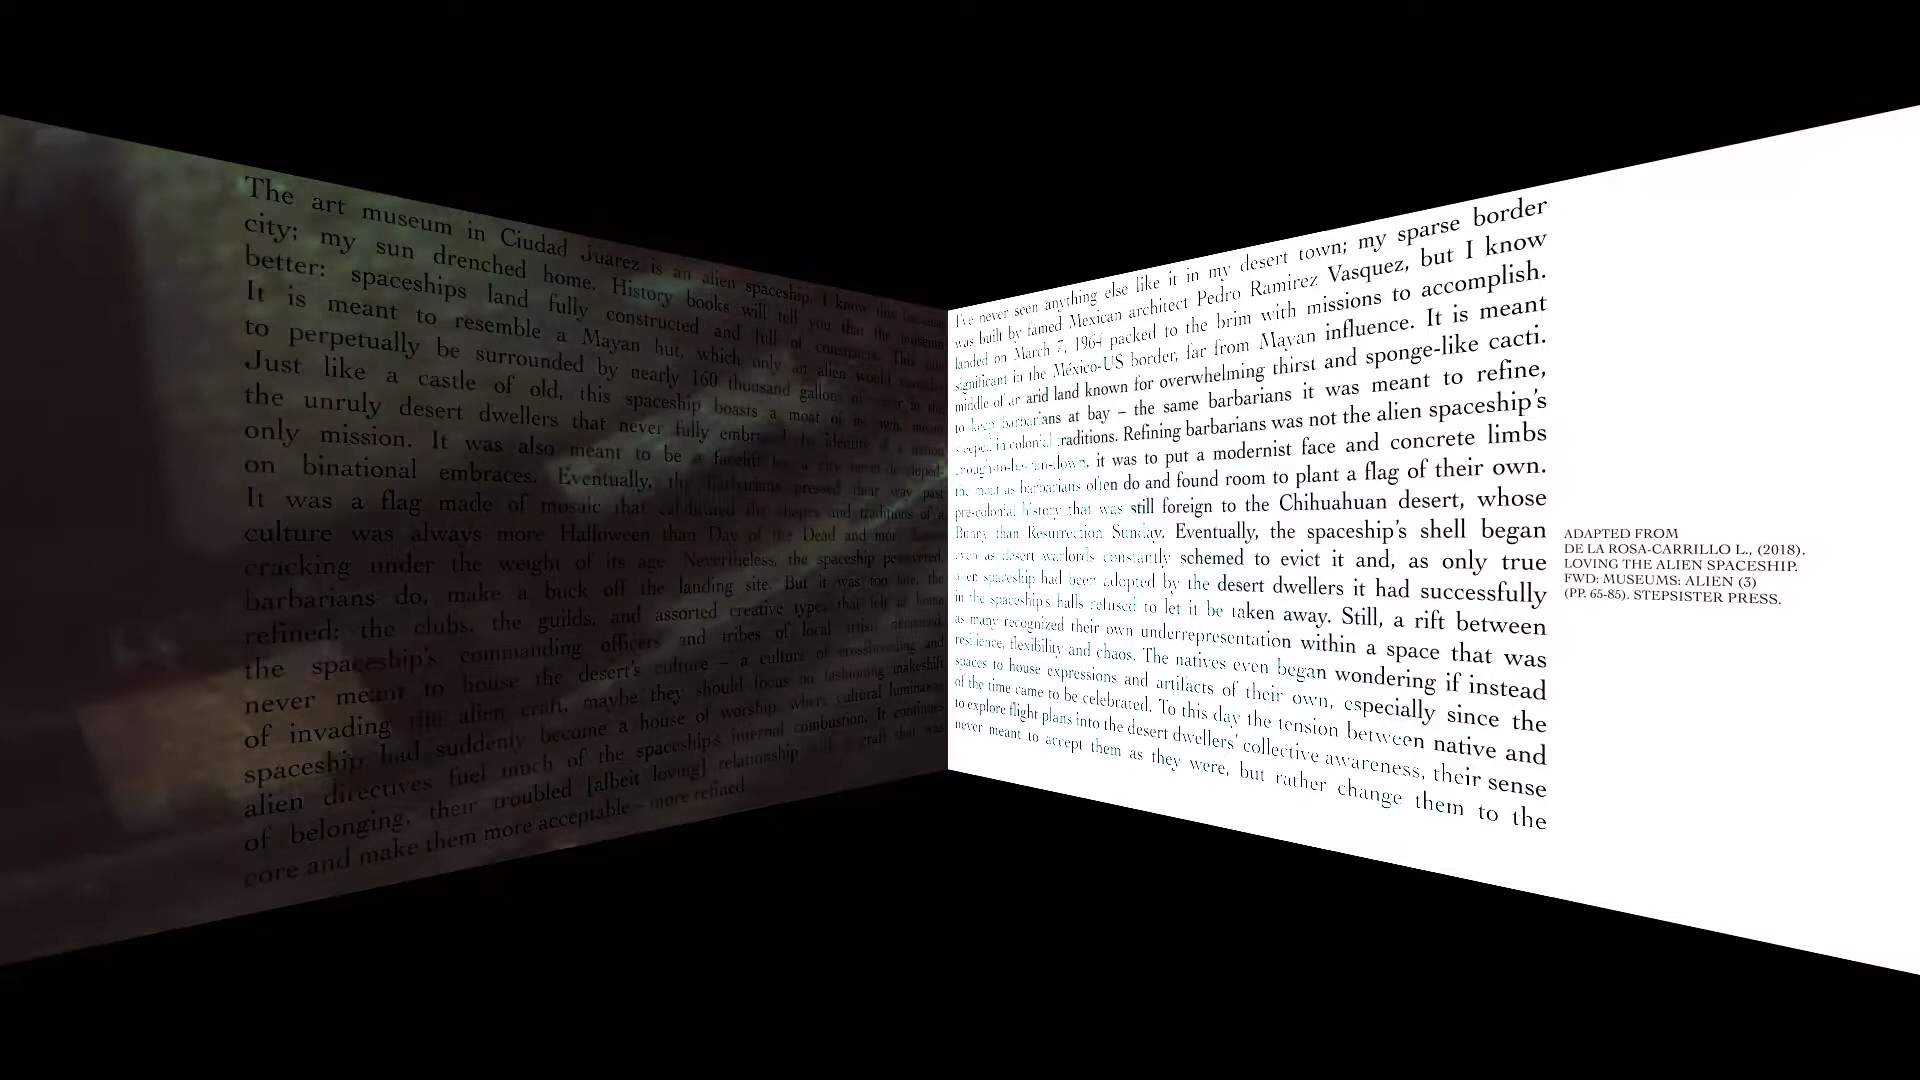 The art museum in Ciudad Juarez is an alien spaceship. I know this because I've never seen anything else like it in my desert town; my sparse border
city; my sun drenched home. History books will tell you that the museum was built by famed Mexican architect Pedro Ramirez Vasquez, but I know
better: spaceships land fully constructed and full of constructs. This one landed on March 7, 1964 packed to the brim with missions to accomplish.
It is meant to resemble a Mayan hut, which only an alien would consider significant in the México-US border, far from Mayan influence. It is meant
to perpetually be surrounded by nearly 160 thousand gallons of water in the middle of an arid land known for overwhelming thirst and sponge-like cacti.
Just like a castle of old, this spaceship boasts a moat of its own, meant to keep barbarians at bay – the same barbarians it was meant to refine,
the unruly desert dwellers that never fully embraced the identity of a nation steeped in colonial traditions. Refining barbarians was not the alien spaceship's
only mission. It was also meant to be a facelift for a city it was to put a modernist face and concrete limbs
on binational embraces. Eventually, the barbarians pressed their way past the moat as barbarians often do and found room to plant a flag of their own.
It was a flag made of mosaic that celebrated the shapes and traditions of a pre-colonial history that was still foreign to the Chihuahuan desert, whose
culture was always more Halloween than Day of the Dead and more Bunny than Resurrection Sunday. Eventually, the spaceship's shell began
cracking under the weight of its age. Nevertheless, the spaceship persevered, even as desert warlords constantly schemed to evict it and, as only true
barbarians do, make a buck off the landing site. But it was too late, the alien spaceship had been adopted by the desert dwellers it had successfully
refined; the clubs, the guilds, and assorted creative types that felt at home in the spaceship's halls refused to let it be taken away. Still, a rift between
the spaceship's commanding officers and tribes of local artists as many recognized their own underrepresentation within a space that was
never meant to house the desert's culture – a culture of crossbreeding and resilience, flexibility and chaos. The natives even began wondering if instead
of invading the alien craft, maybe they should focus on fashioning makeshift spaces to house expressions and artifacts of their own, especially since the
spaceship had suddenly become a house of worship, where cultural luminaries of the time came to be celebrated. To this day the tension between native and
alien directives fuel much of the spaceship's internal combustion. It continues to explore flight plans into the desert dwellers' collective awareness, their sense
of belonging, their troubled [albeit loving] relationship with a craft that was never meant to accept them as they were, but rather change them to the
core and make them more acceptable – more refined
ADAPTED FROM
DE LA ROSA-CARRILLO L., (2018).
LOVING THE ALIEN SPACESHIP.
FWD: MUSEUMS: ALIEN (3)
(PP. 65-85). STEPSISTER PRESS.